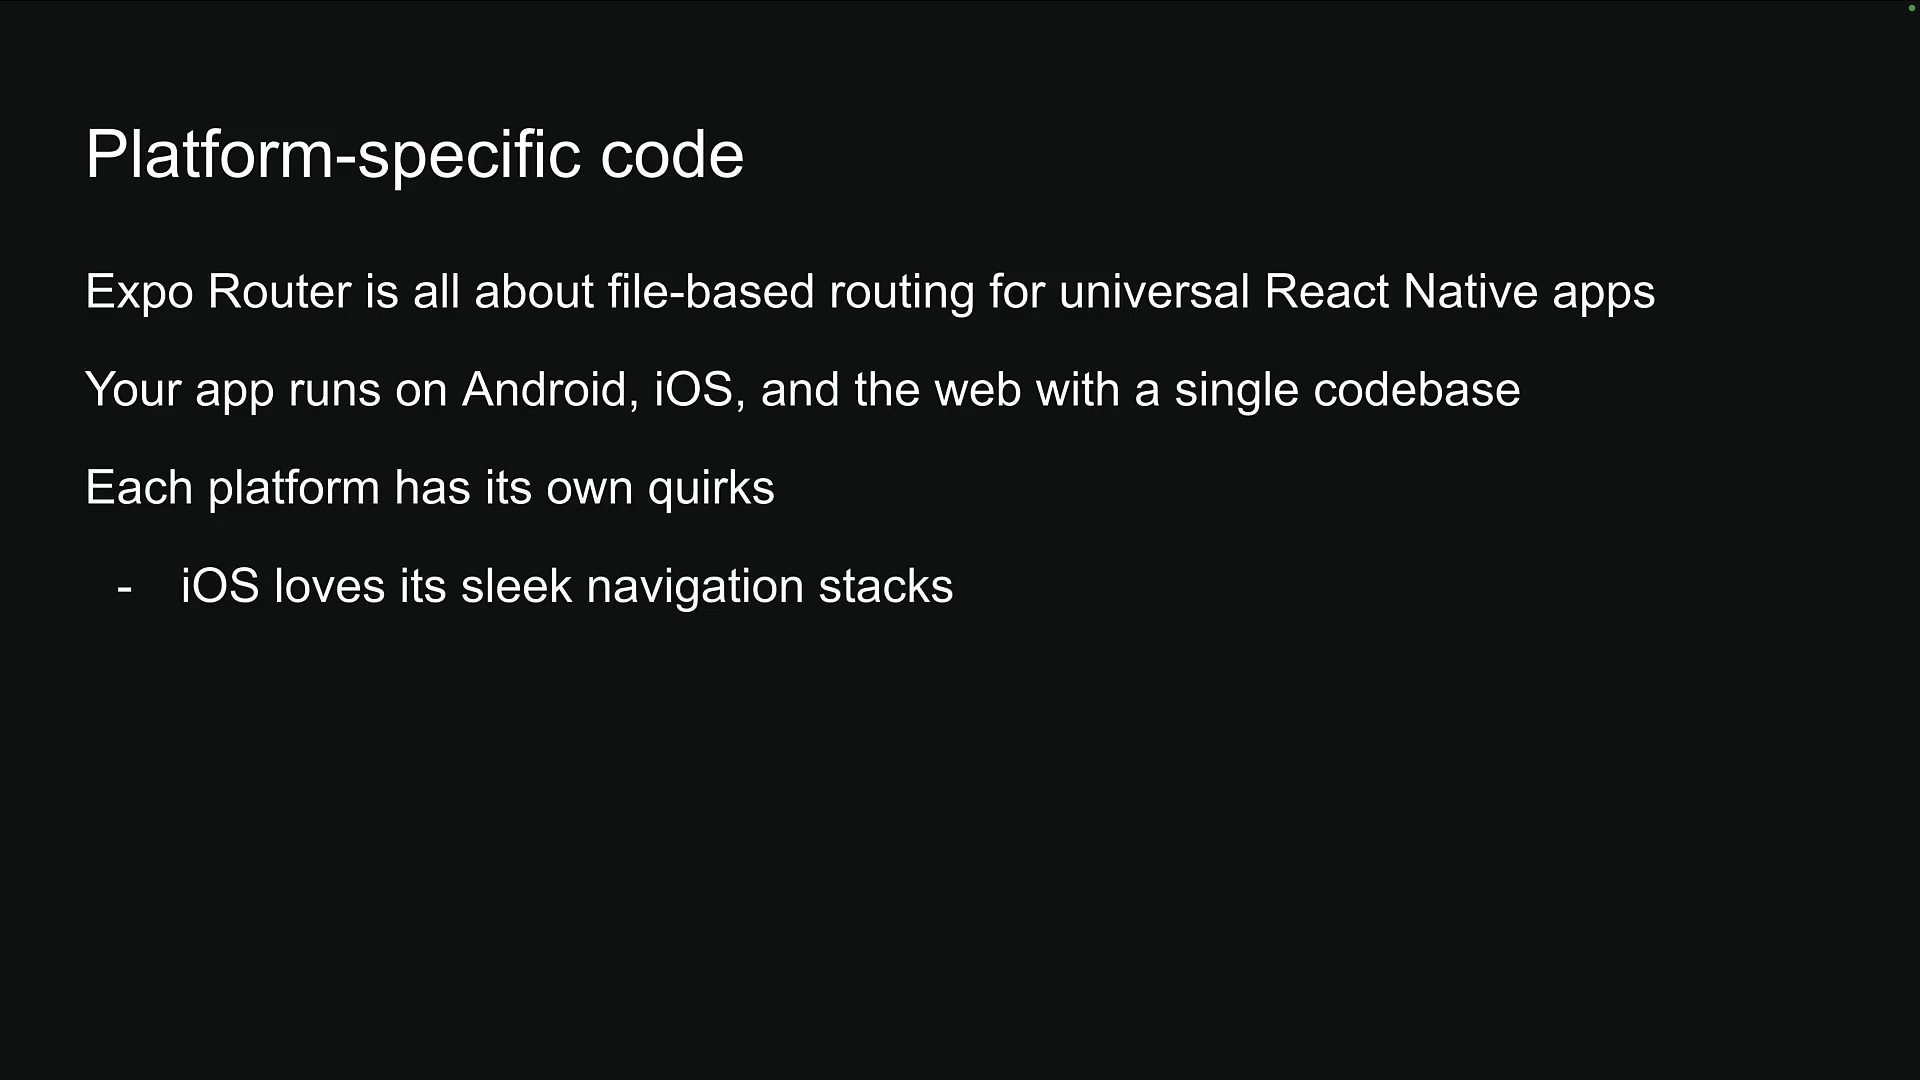 Platform-specific code
Expo Router is all about file-based routing for universal React Native apps
Your app runs on Android, iOS, and the web with a single codebase
Each platform has its own quirks
- iOS loves its sleek navigation stacks